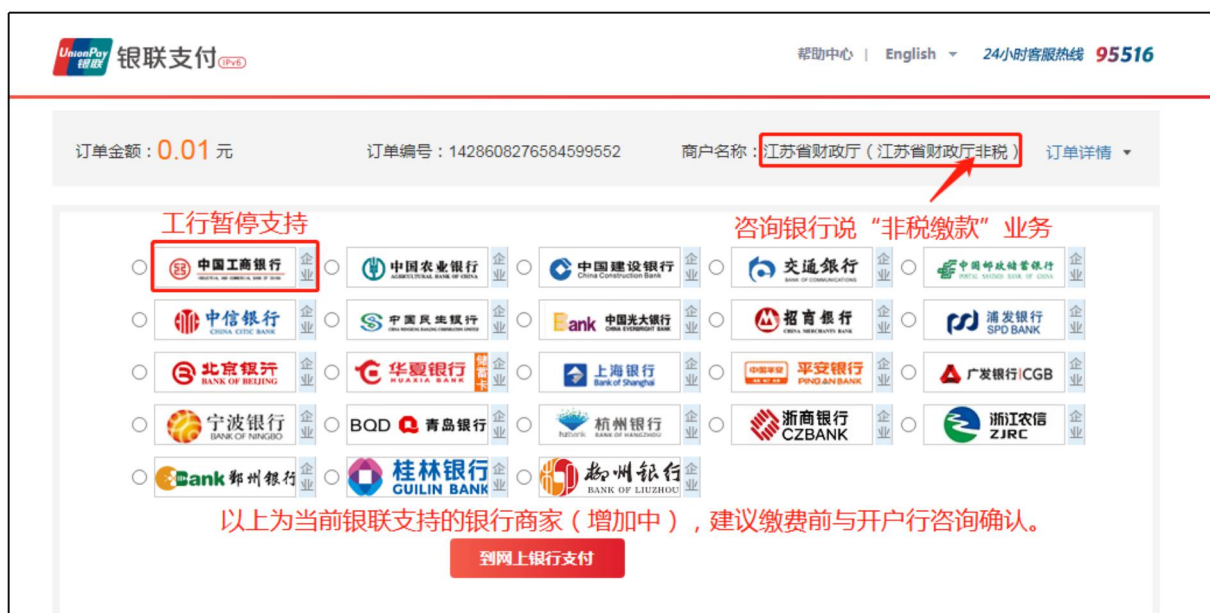 UnionPay 银联 银联支付 IPv6 帮助中心 | English 24小时客服热线 95516
订单金额：0.01 元 订单编号：1428608276584599552 商户名称：江苏省财政厅（江苏省财政厅非税） 订单详情
工行暂停支持 咨询银行说“非税缴款”业务
中国工商银行 企业 中国农业银行 AGRICULTURAL BANK OF CHINA 企业 中国建设银行 China Construction Bank 企业 交通银行 BANK OF COMMUNICATIONS 企业 中国邮政储蓄银行 POSTAL SAVINGS BANK OF CHINA 企业
中信银行 CHINA CITIC BANK 企业 中国民生银行 CHINA MINSHENG BANKING CORPORATION LIMITED 企业 Bank 中国光大银行 CHINA EVERBRIGHT BANK 企业 招商银行 CHINA MERCHANTS BANK 企业 浦发银行 SPD BANK 企业
北京银行 BANK OF BEIJING 企业 华夏银行 HUAXIA BANK 储蓄卡 企业 上海银行 Bank of Shanghai 企业 中国平安 平安银行 PING AN BANK 企业 广发银行|CGB 企业
宁波银行 BANK OF NINGBO 企业 BQD 青岛银行 企业 hzbank 杭州银行 BANK OF HANGZHOU 企业 浙商银行 CZBANK 企业 浙江农信 ZJRC 企业
Bank 鄞州银行 企业 桂林银行 GUILIN BANK 企业 柳州银行 BANK OF LIUZHOU 企业
以上为当前银联支持的银行商家（增加中），建议缴费前与开户行咨询确认。
到网上银行支付